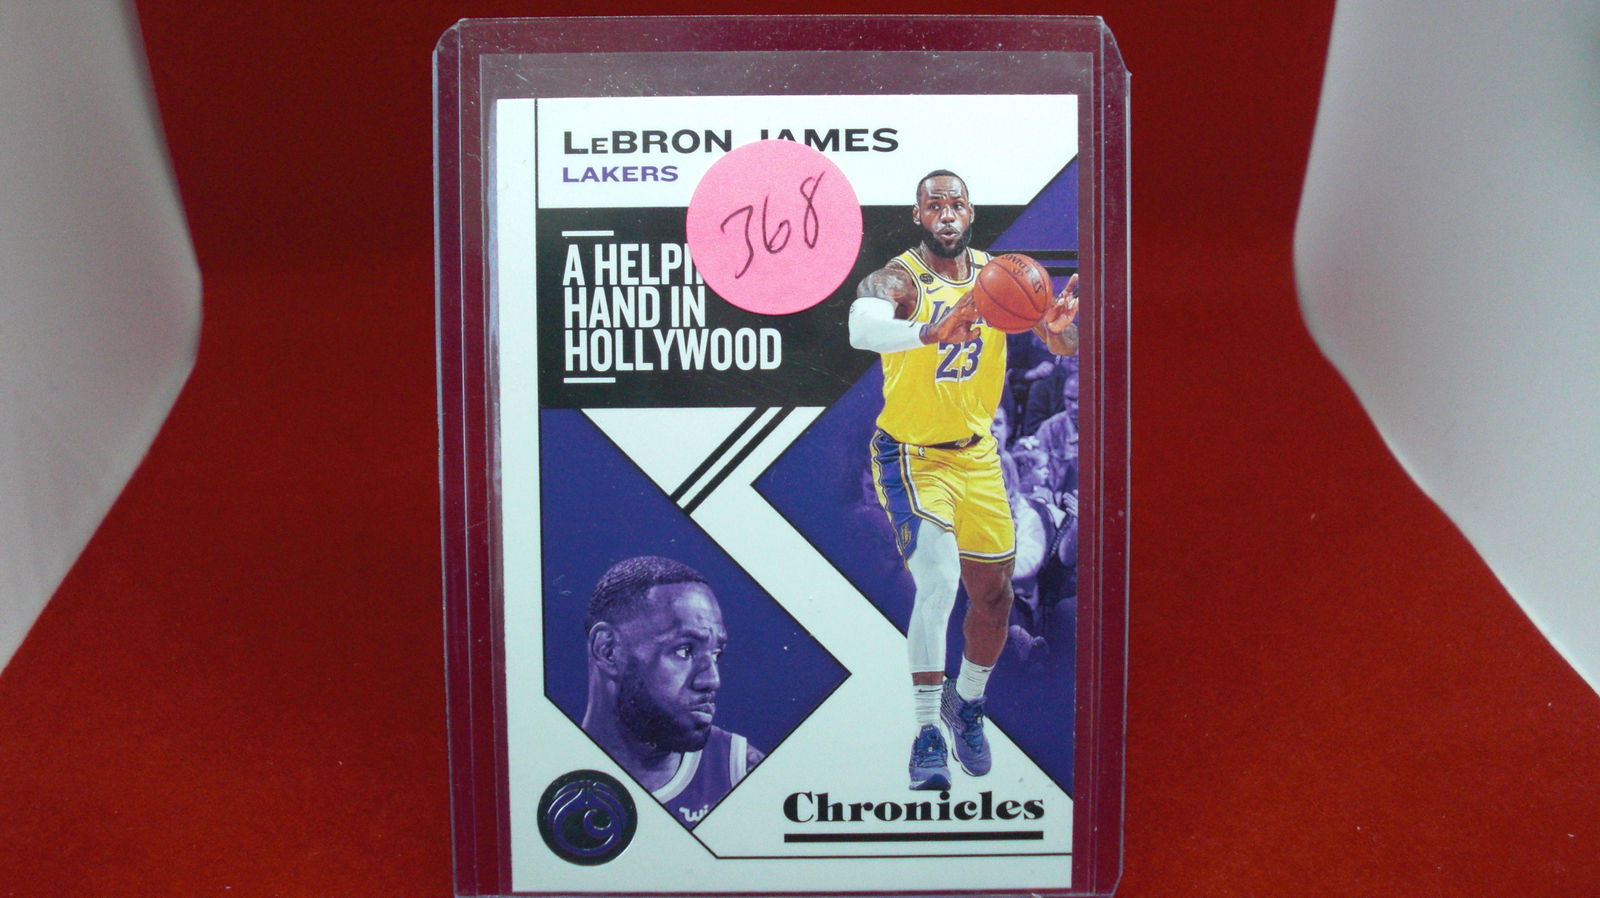 LeBRON JAMES
LAKERS
368
A HELPI
HAND IN
HOLLYWOOD
23
Chronicles